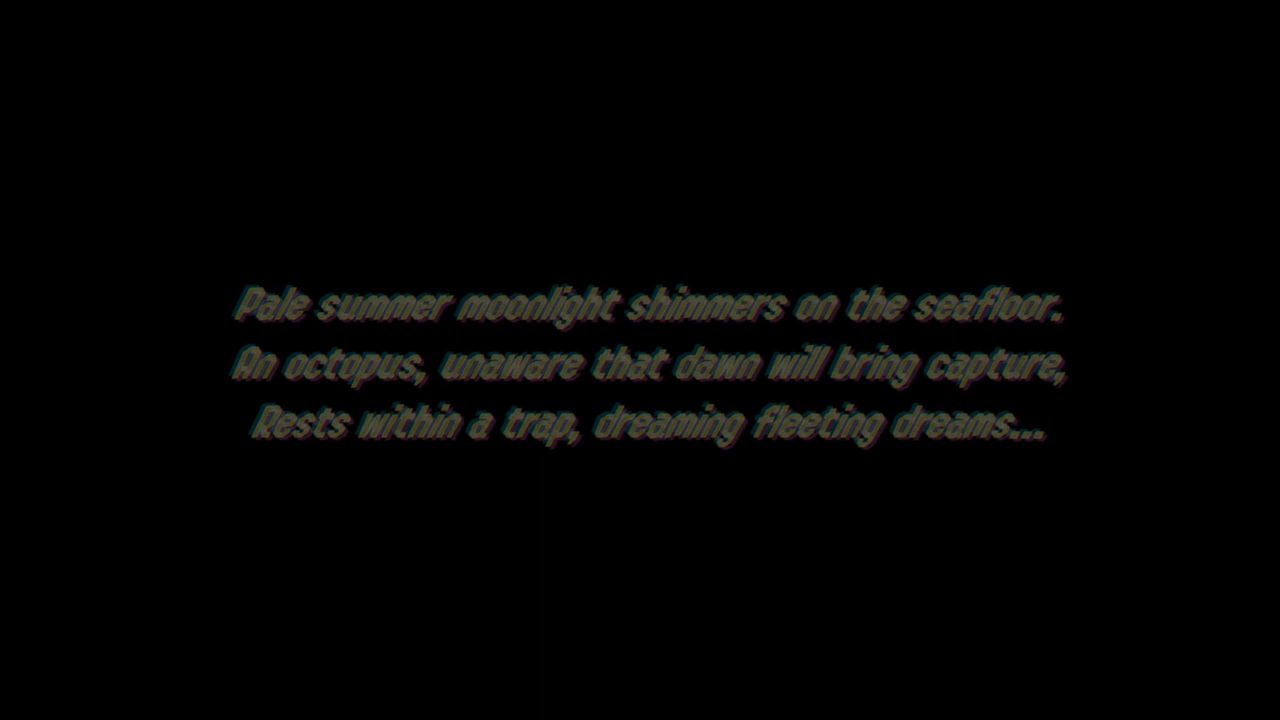 Pale summer moonlight shimmers on the seafloor.
An octopus, unaware that dawn will bring capture,
Rests within a trap, dreaming fleeting dreams...